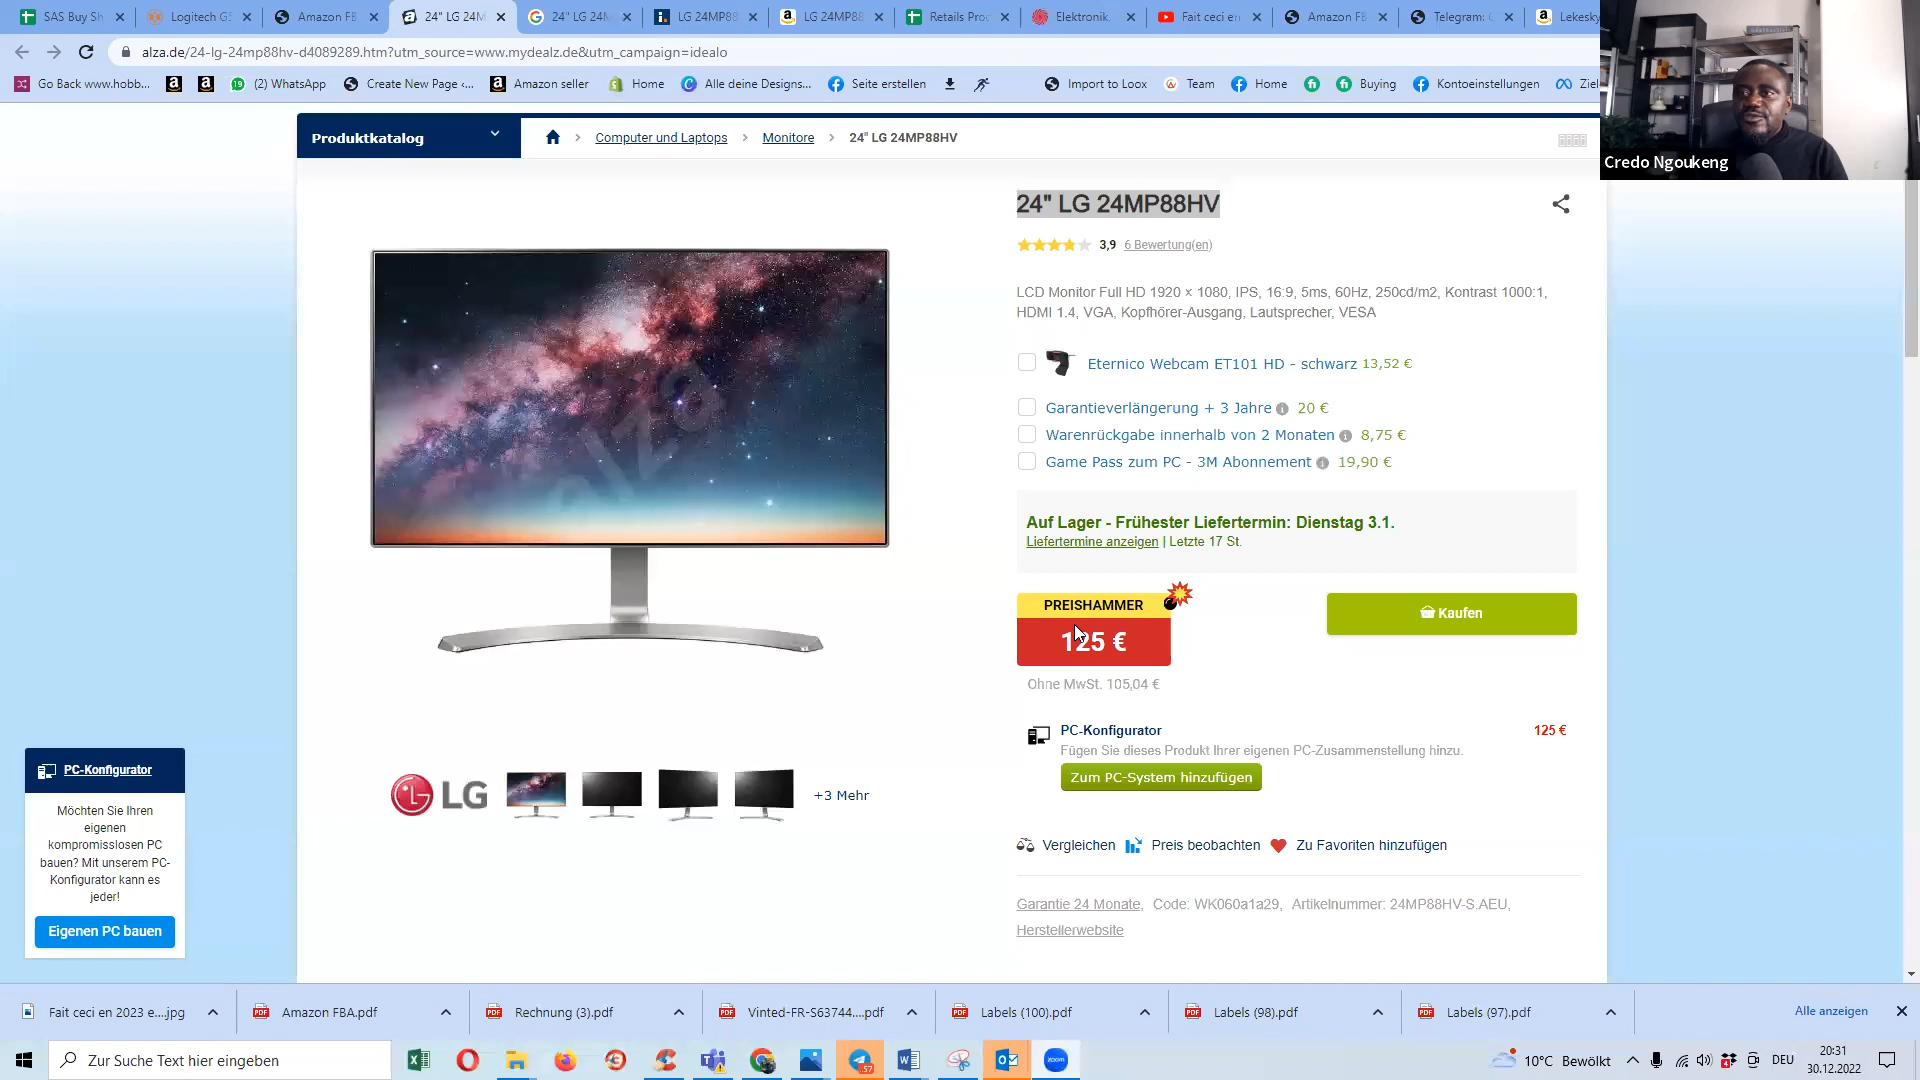 SAS Buy Sh
Logitech G5
Amazon FB
24" LG 24M
24" LG 24M
LG 24MP88
LG 24MP88
Retails Pro
Elektronik,
Fait ceci en
Amazon FB
Telegram: C
Lekesky
alza.de/24-lg-24mp88hv-d4089289.htm?utm_source=www.mydealz.de&utm_campaign=idealo
Go Back www.hobb...
(2) WhatsApp
Create New Page ‹...
Amazon seller
Home
Alle deine Designs...
Seite erstellen
Import to Loox
Team
Home
Buying
Kontoeinstellungen
Ziel
Credo Ngoukeng
Produktkatalog
Computer und Laptops
Monitore
24" LG 24MP88HV
24" LG 24MP88HV
3,9 6 Bewertung(en)
LCD Monitor Full HD 1920 × 1080, IPS, 16:9, 5ms, 60Hz, 250cd/m2, Kontrast 1000:1,
HDMI 1.4, VGA, Kopfhörer-Ausgang, Lautsprecher, VESA
Eternico Webcam ET101 HD - schwarz 13,52 €
Garantieverlängerung + 3 Jahre 20 €
Warenrückgabe innerhalb von 2 Monaten 8,75 €
Game Pass zum PC - 3M Abonnement 19,90 €
Auf Lager - Frühester Liefertermin: Dienstag 3.1.
Liefertermine anzeigen | Letzte 17 St.
PREISHAMMER
125 €
Kaufen
Ohne MwSt. 105,04 €
PC-Konfigurator 125 €
Fügen Sie dieses Produkt Ihrer eigenen PC-Zusammenstellung hinzu.
Zum PC-System hinzufügen
Vergleichen Preis beobachten Zu Favoriten hinzufügen
Garantie 24 Monate, Code: WK060a1a29, Artikelnummer: 24MP88HV-S.AEU,
Herstellerwebsite
alza
LG
+3 Mehr
PC-Konfigurator
Möchten Sie Ihren
eigenen
kompromisslosen PC
bauen? Mit unserem PC-
Konfigurator kann es
jeder!
Eigenen PC bauen
Fait ceci en 2023 e....jpg
Amazon FBA.pdf
Rechnung (3).pdf
Vinted-FR-S63744....pdf
Labels (100).pdf
Labels (98).pdf
Labels (97).pdf
Alle anzeigen
Zur Suche Text hier eingeben
10°C Bewölkt
DEU
20:31
30.12.2022